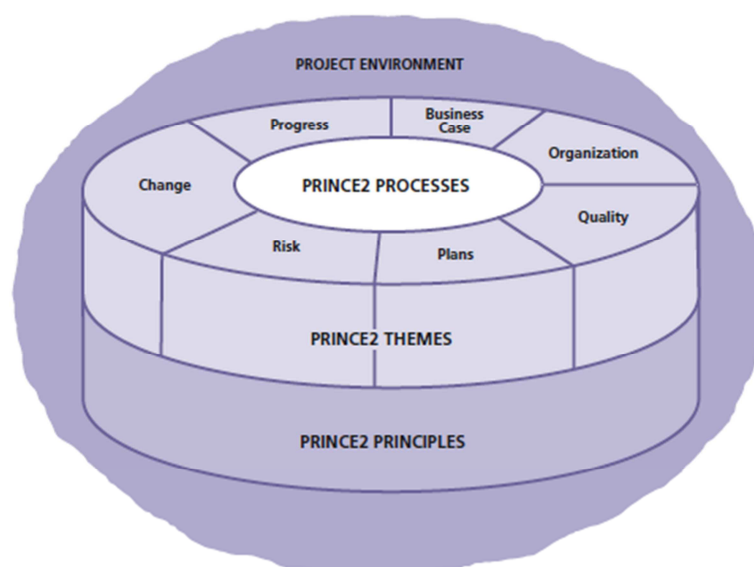 PROJECT ENVIRONMENT
Progress
Business
Case
Organization
Change
PRINCE2 PROCESSES
Quality
Risk
Plans
PRINCE2 THEMES
PRINCE2 PRINCIPLES